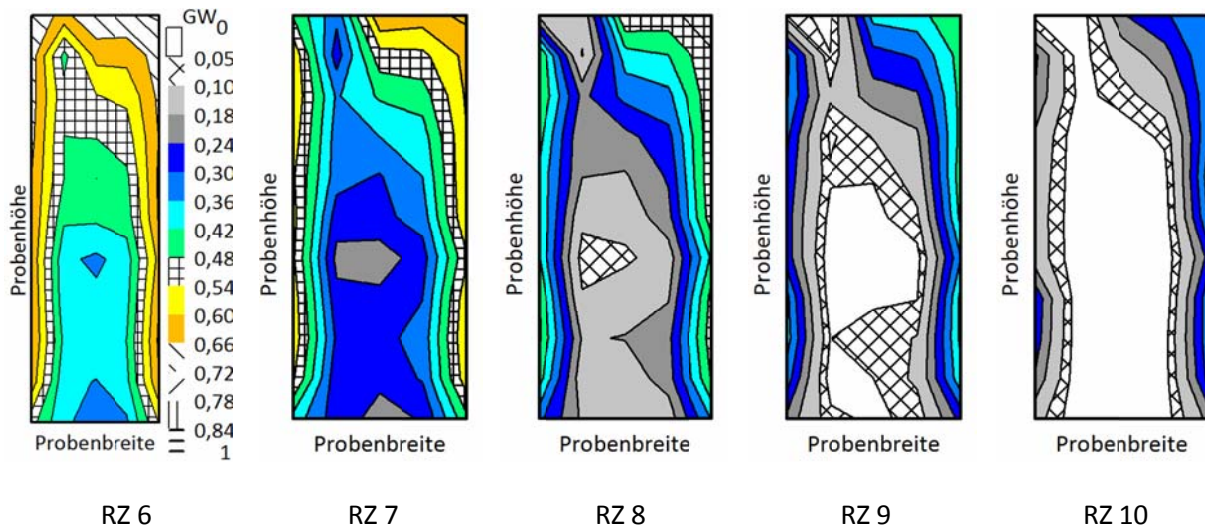 GW
0
0,05
0,10
0,18
0,24
0,30
0,36
0,42
0,48
0,54
0,60
0,66
0,72
0,78
0,84
1
Probenhöhe
Probenhöhe
Probenhöhe
Probenhöhe
Probenhöhe
Probenbreite
Probenbreite
Probenbreite
Probenbreite
Probenbreite
RZ 6
RZ 7
RZ 8
RZ 9
RZ 10